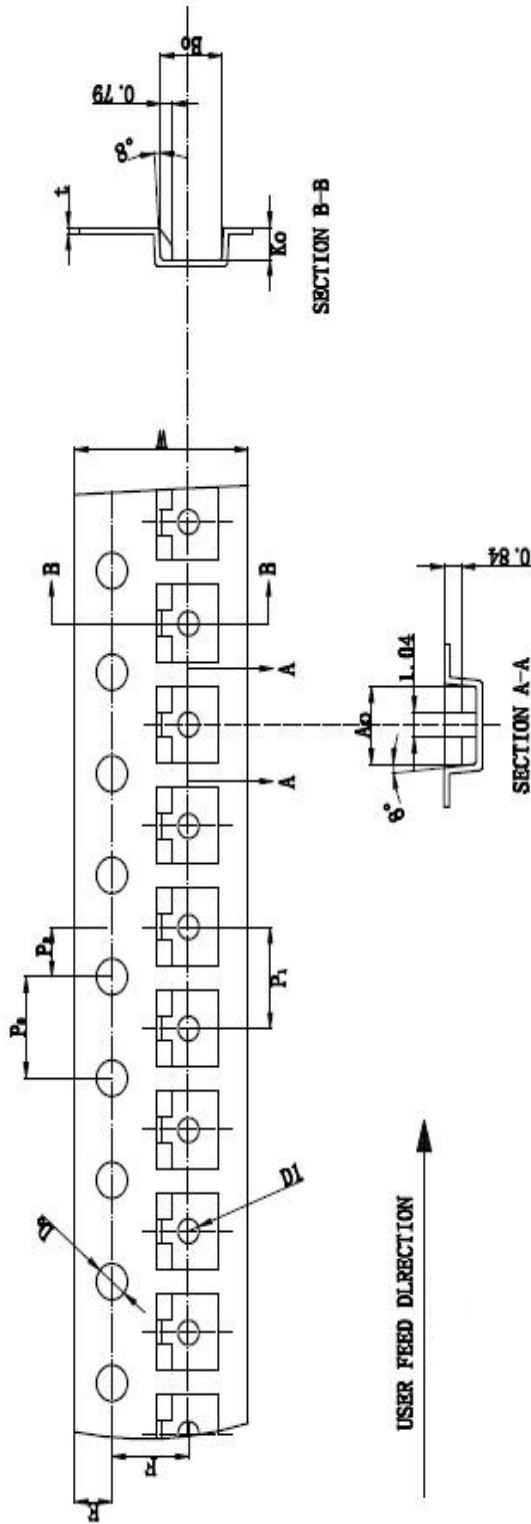 t
8°
0.79
Bo
Ko
SECTION B-B
W
B
B
A
A
P₂
P₀
P₁
D1
F
E
Ao
1.04
0.84
8°
SECTION A-A
USER FEED DLRECTION